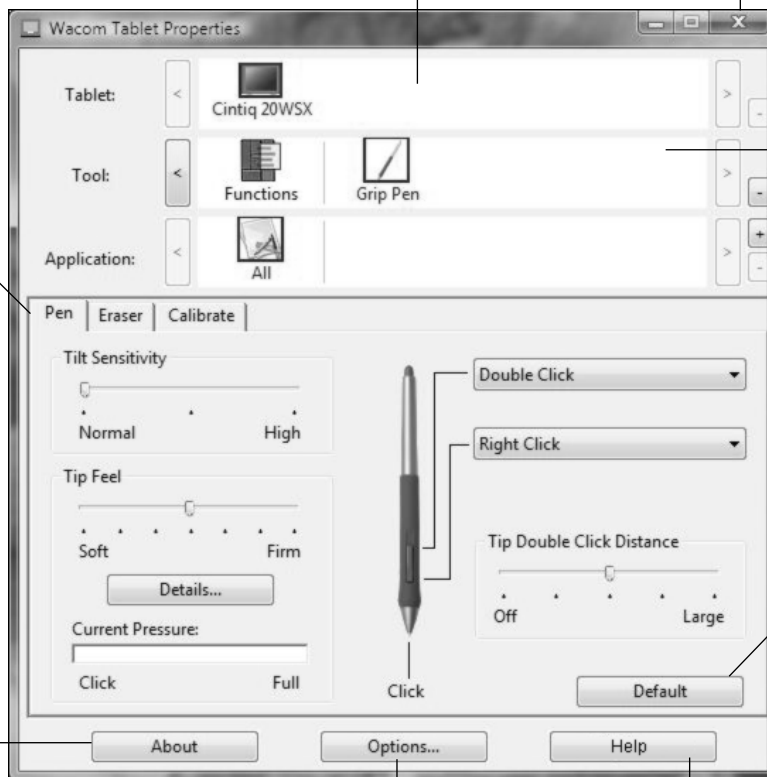 Wacom Tablet Properties
Tablet:
Cintiq 20WSX
Tool:
Functions
Grip Pen
Application:
All
Pen
Eraser
Calibrate
Tilt Sensitivity
Normal
High
Tip Feel
Soft
Firm
Details...
Current Pressure:
Click
Full
Double Click
Right Click
Click
Tip Double Click Distance
Off
Large
Default
About
Options...
Help